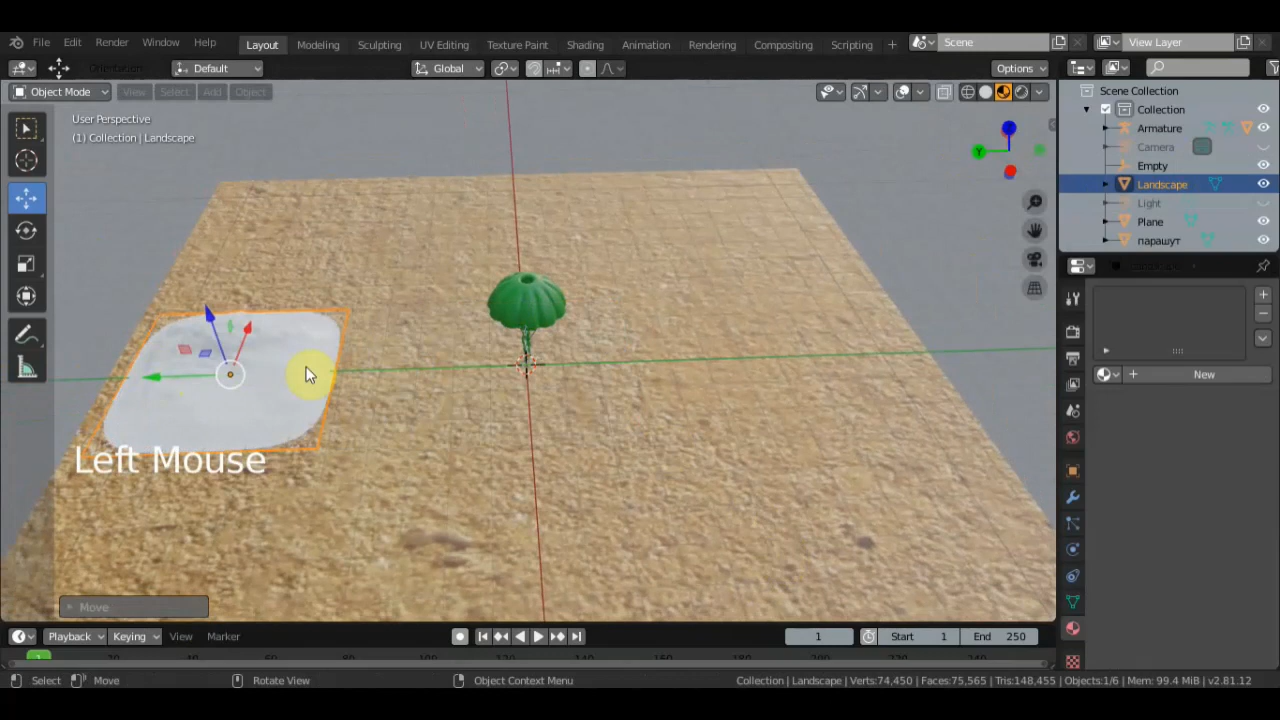 File Edit Render Window Help Layout Modeling Sculpting UV Editing Texture Paint Shading Animation Rendering Compositing Scripting + Scene View Layer
Orientation: Default Global Options
Object Mode View Select Add Object
User Perspective
(1) Collection | Landscape
Scene Collection
Collection
Armature
Camera
Empty
Landscape
Light
Plane
парашут
Y
New
Left Mouse
Move
Playback Keying View Marker 1 Start 1 End 250
1
Select Move Rotate View Object Context Menu Collection | Landscape | Verts:74,450 | Faces:75,565 | Tris:148,455 | Objects:1/6 | Mem: 99.4 MiB | v2.81.12